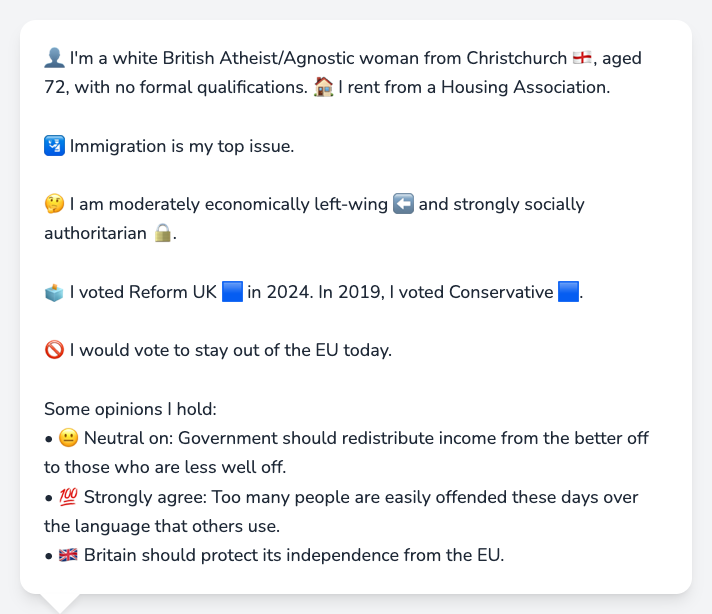 👤 I'm a white British Atheist/Agnostic woman from Christchurch 🏴󠁧󠁢󠁥󠁮󠁧󠁿, aged
72, with no formal qualifications. 🏠 I rent from a Housing Association.
🛂 Immigration is my top issue.
🤔 I am moderately economically left-wing ⬅️ and strongly socially
authoritarian 🔒.
🗳️ I voted Reform UK 🟦 in 2024. In 2019, I voted Conservative 🟦.
🚫 I would vote to stay out of the EU today.
Some opinions I hold:
• 😐 Neutral on: Government should redistribute income from the better off
to those who are less well off.
• 💯 Strongly agree: Too many people are easily offended these days over
the language that others use.
• 🇬🇧 Britain should protect its independence from the EU.